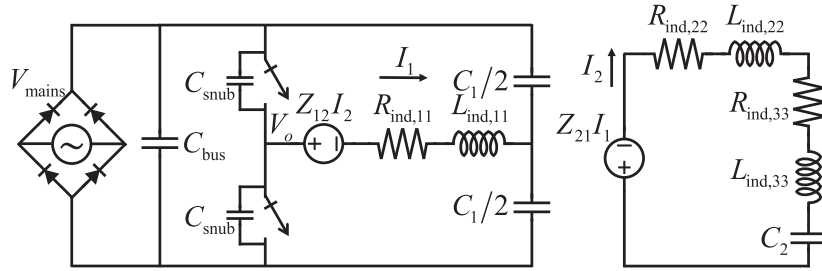 V_mains
C_bus
C_snub
C_snub
V_o
Z_12 I_2
I_1
R_ind,11
L_ind,11
C_1/2
C_1/2
I_2
Z_21 I_1
R_ind,22
L_ind,22
R_ind,33
L_ind,33
C_2